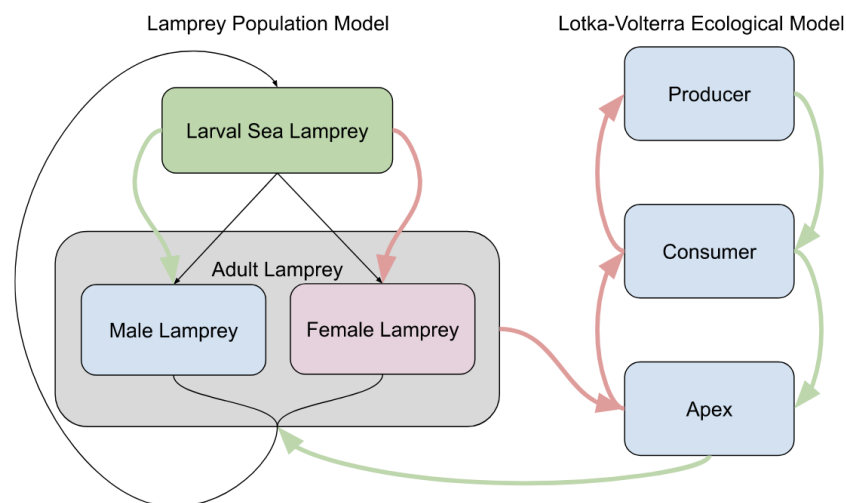 Lamprey Population Model
Lotka-Volterra Ecological Model
Larval Sea Lamprey
Adult Lamprey
Male Lamprey
Female Lamprey
Producer
Consumer
Apex